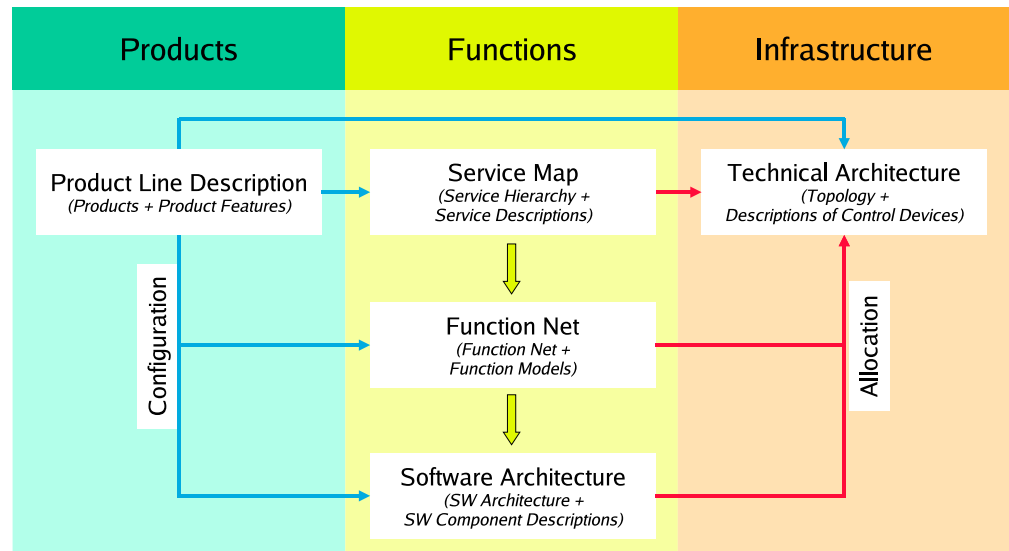 Products
Functions
Infrastructure
Product Line Description
(Products + Product Features)
Service Map
(Service Hierarchy +
Service Descriptions)
Technical Architecture
(Topology +
Descriptions of Control Devices)
Configuration
Function Net
(Function Net +
Function Models)
Allocation
Software Architecture
(SW Architecture +
SW Component Descriptions)